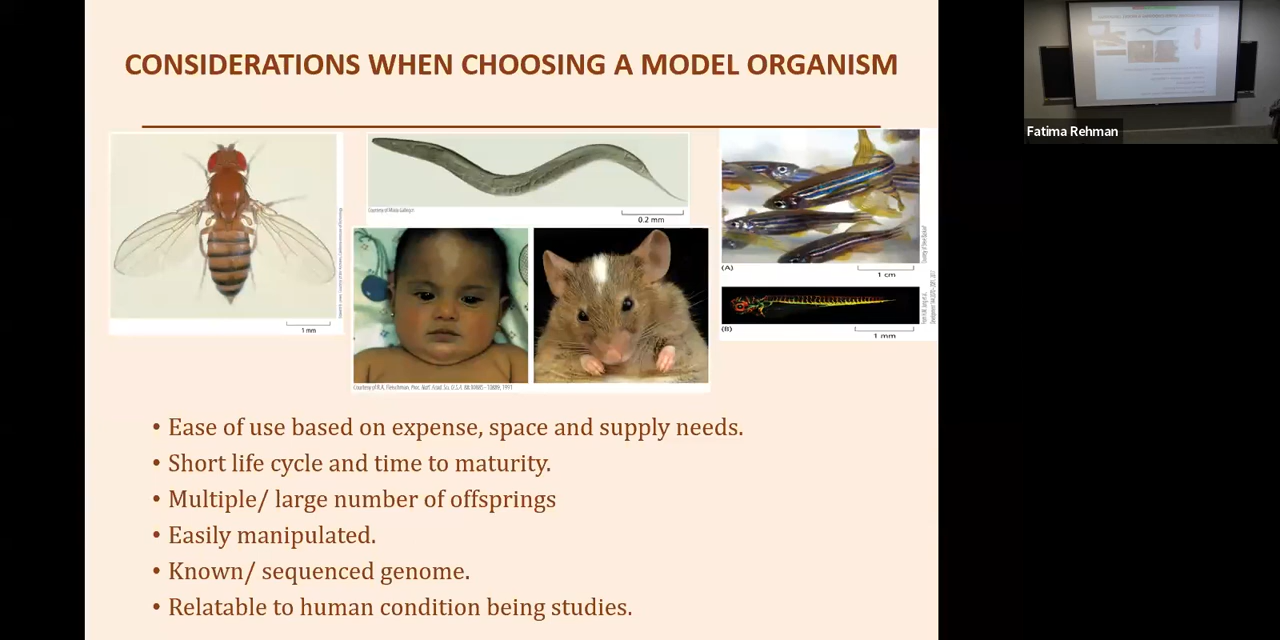 CONSIDERATIONS WHEN CHOOSING A MODEL ORGANISM
Fatima Rehman
0.2 mm
1 mm
(A)
1 cm
(B)
1 mm
• Ease of use based on expense, space and supply needs.
• Short life cycle and time to maturity.
• Multiple/ large number of offsprings
• Easily manipulated.
• Known/ sequenced genome.
• Relatable to human condition being studies.